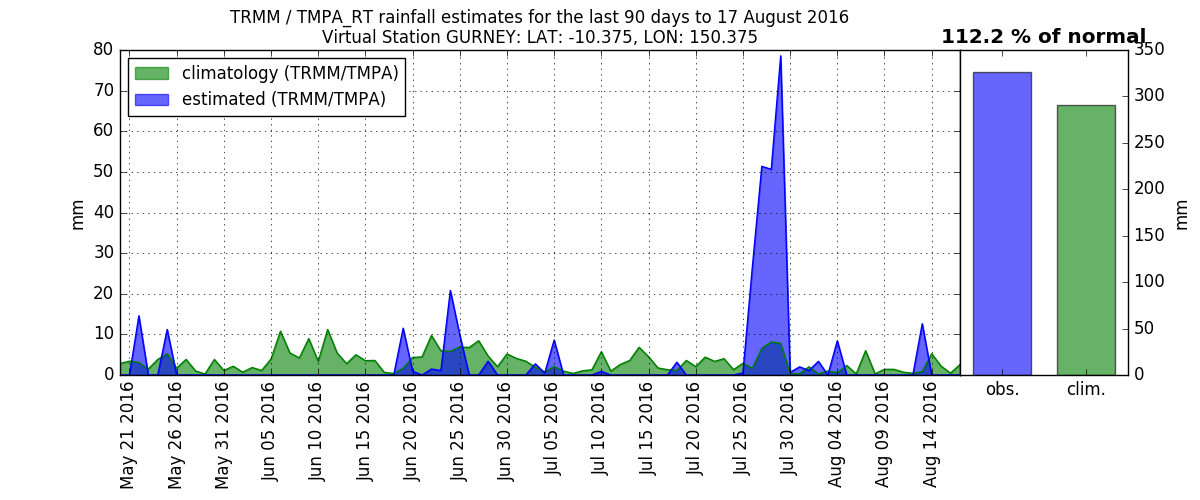 TRMM / TMPA_RT rainfall estimates for the last 90 days to 17 August 2016
Virtual Station GURNEY: LAT: -10.375, LON: 150.375
112.2 % of normal
climatology (TRMM/TMPA)
estimated (TRMM/TMPA)
80
70
60
50
40
30
20
10
0
mm
May 21 2016
May 26 2016
May 31 2016
Jun 05 2016
Jun 10 2016
Jun 15 2016
Jun 20 2016
Jun 25 2016
Jun 30 2016
Jul 05 2016
Jul 10 2016
Jul 15 2016
Jul 20 2016
Jul 25 2016
Jul 30 2016
Aug 04 2016
Aug 09 2016
Aug 14 2016
350
300
250
200
150
100
50
0
mm
obs.
clim.